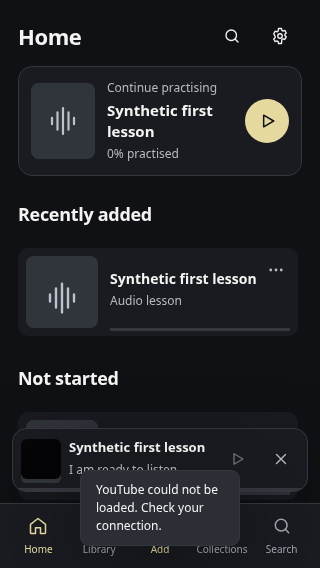 Home
Continue practising
Synthetic first
lesson
0% practised
Recently added
Synthetic first lesson
Audio lesson
Not started
Synthetic first lesson
I am ready to listen
YouTube could not be
loaded. Check your
connection.
Home
Library
Add
Collections
Search